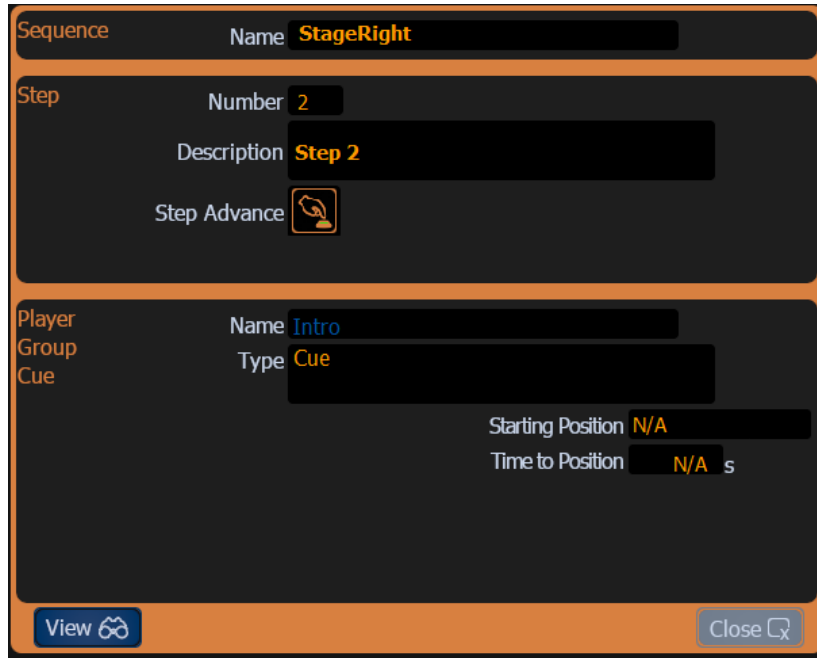 Sequence
Name StageRight
Step
Number 2
Description Step 2
Step Advance
Player
Group
Cue
Name Intro
Type Cue
Starting Position N/A
Time to Position N/A s
View
Close